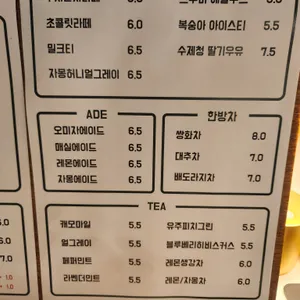 초콜릿라떼 6.0
밀크티 6.5
자몽허니얼그레이 6.5
복숭아 아이스티 5.5
수제청 딸기우유 7.5
ADE
오미자에이드 6.5
매실에이드 6.5
레몬에이드 6.5
자몽에이드 6.5
한방차
쌍화차 8.0
대추차 7.0
배도라지차 7.0
TEA
캐모마일 5.5
얼그레이 5.5
페퍼민트 5.5
라벤더민트 5.5
유주피치그린 5.5
블루베리히비스커스 5.5
레몬생강차 6.0
레몬/자몽차 6.0
6.0
7.0
+ 1.0